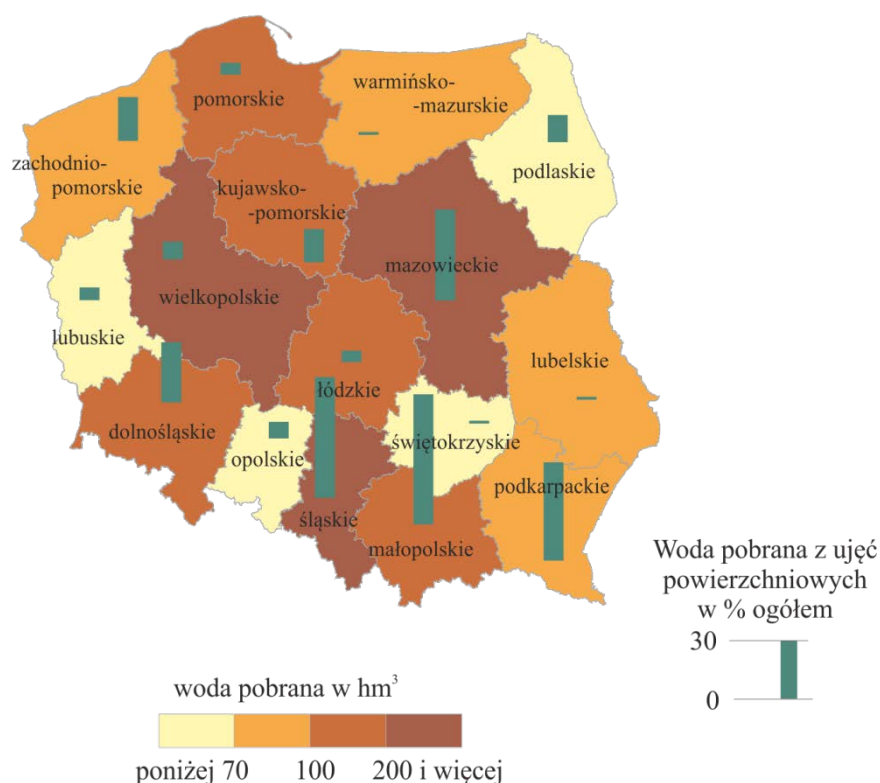 pomorskie
warmińsko-
-mazurskie
zachodnio-
pomorskie
podlaskie
kujawsko-
-pomorskie
mazowieckie
wielkopolskie
lubuskie
lubelskie
łódzkie
dolnośląskie
opolskie
świętokrzyskie
podkarpackie
śląskie
małopolskie
Woda pobrana z ujęć
powierzchniowych
w % ogółem
30
0
woda pobrana w hm³
poniżej 70 100 200 i więcej